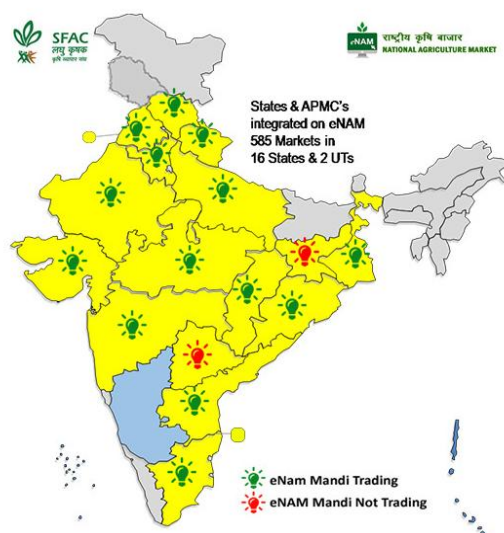 SFAC
लघु कृषक
कृषि व्यापार संघ
eNAM
राष्ट्रीय कृषि बाजार
NATIONAL AGRICULTURE MARKET
States & APMC's
integrated on eNAM
585 Markets in
16 States & 2 UTs
eNam Mandi Trading
eNAM Mandi Not Trading